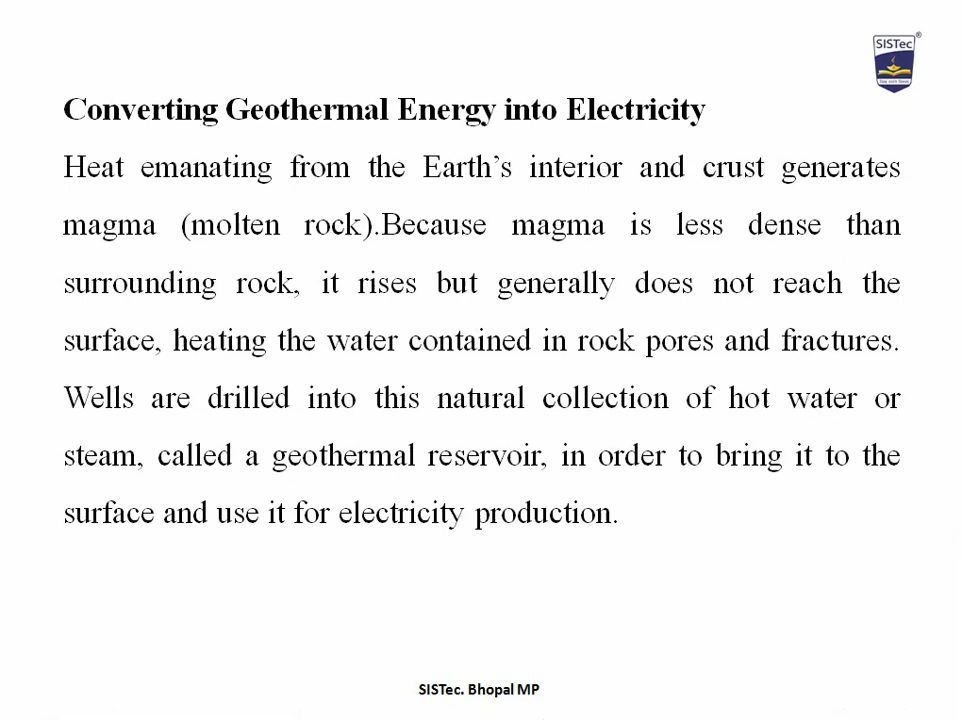 SISTec®
Converting Geothermal Energy into Electricity
Heat emanating from the Earth’s interior and crust generates
magma (molten rock).Because magma is less dense than
surrounding rock, it rises but generally does not reach the
surface, heating the water contained in rock pores and fractures.
Wells are drilled into this natural collection of hot water or
steam, called a geothermal reservoir, in order to bring it to the
surface and use it for electricity production.
SISTec. Bhopal MP